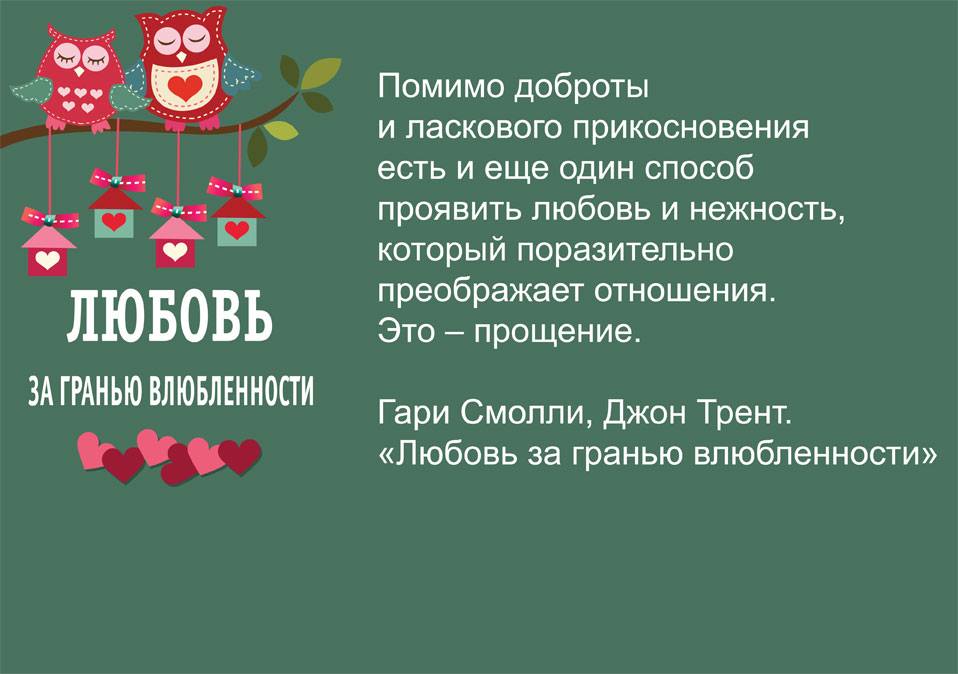 ЛЮБОВЬ
ЗА ГРАНЬЮ ВЛЮБЛЕННОСТИ
Помимо доброты
и ласкового прикосновения
есть и еще один способ
проявить любовь и нежность,
который поразительно
преображает отношения.
Это – прощение.
Гари Смолли, Джон Трент.
«Любовь за гранью влюбленности»